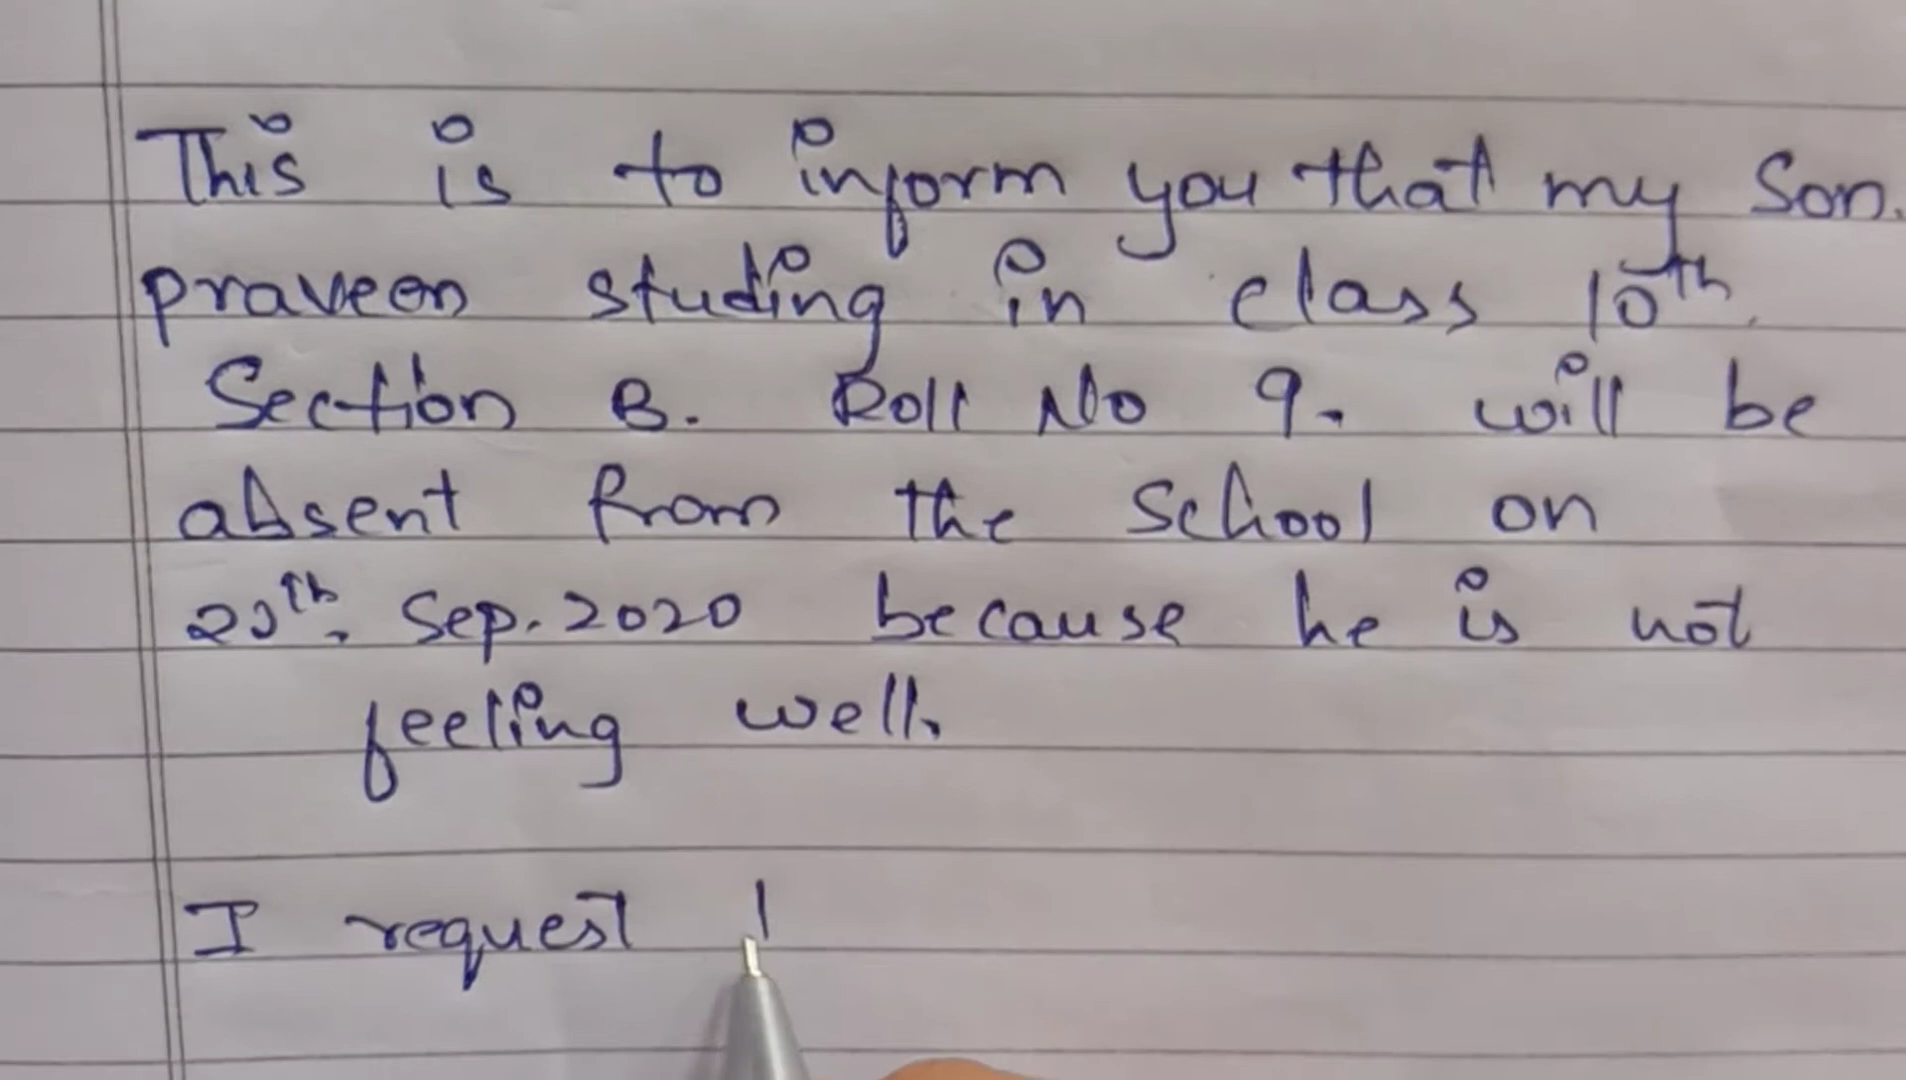 This is to inform you that my Son.
praveen studing in class 10th.
Section B. Roll No 9. will be
absent from the School on
20th. Sep. 2020 because he is not
feeling well.
I request